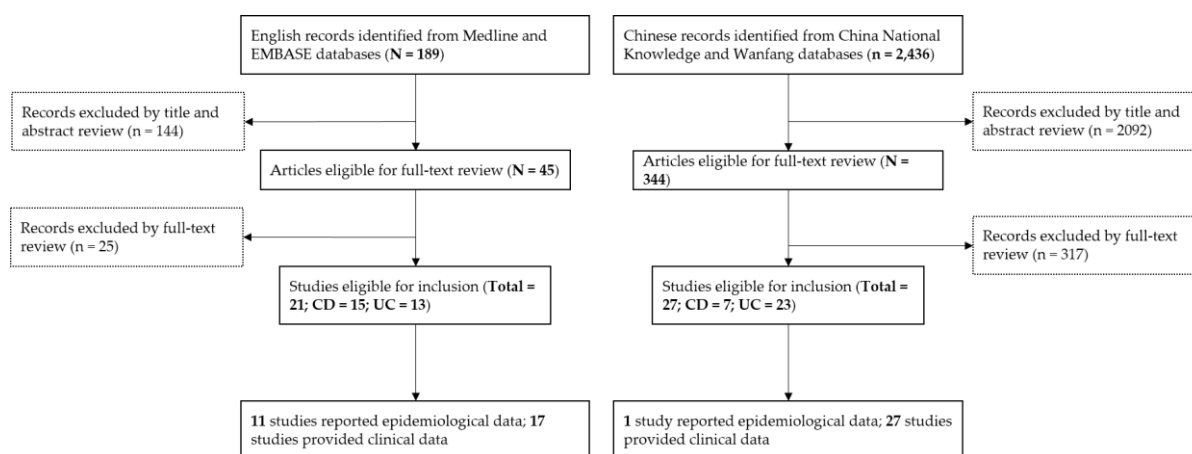 English records identified from Medline and
EMBASE databases (N = 189)
Records excluded by title and
abstract review (n = 144)
Articles eligible for full-text review (N = 45)
Records excluded by full-text
review (n = 25)
Studies eligible for inclusion (Total =
21; CD = 15; UC = 13)
11 studies reported epidemiological data; 17
studies provided clinical data
Chinese records identified from China National
Knowledge and Wanfang databases (n = 2,436)
Records excluded by title and
abstract review (n = 2092)
Articles eligible for full-text review (N =
344)
Records excluded by full-text
review (n = 317)
Studies eligible for inclusion (Total =
27; CD = 7; UC = 23)
1 study reported epidemiological data; 27 studies
provided clinical data